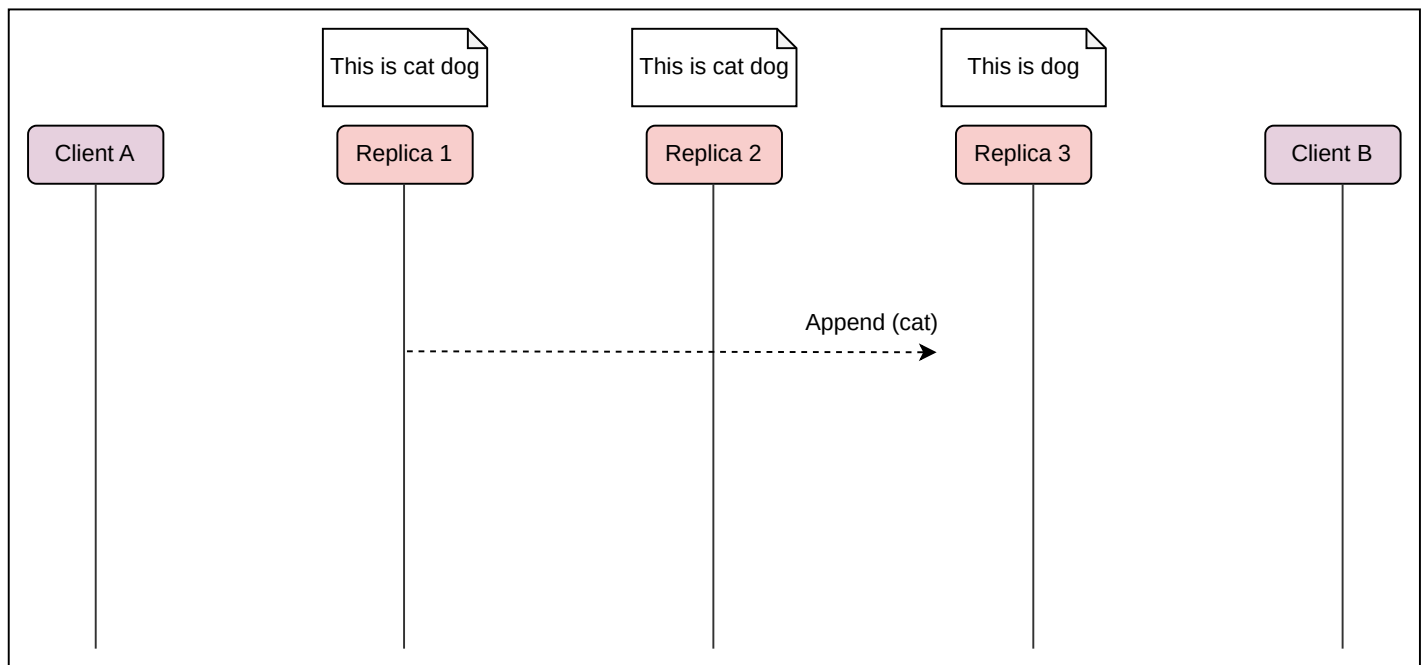 This is cat dog
This is cat dog
This is dog
Client A
Replica 1
Replica 2
Replica 3
Client B
Append (cat)